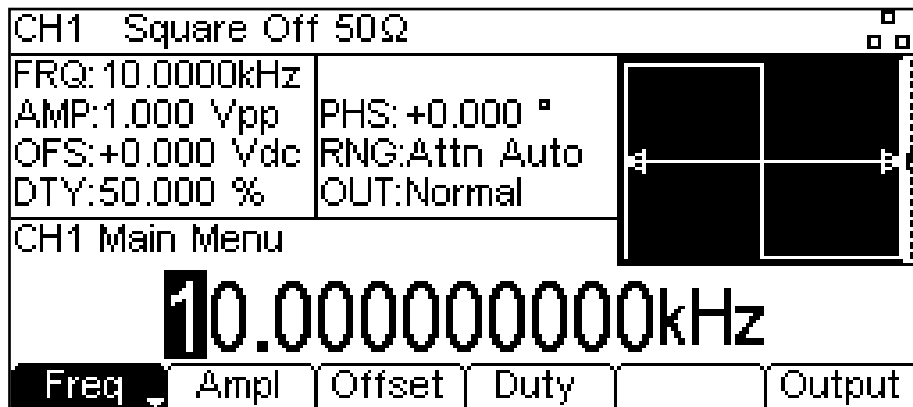 CH1 Square Off 50Ω
FRQ:10.0000kHz
AMP:1.000 Vpp
OFS:+0.000 Vdc
DTY:50.000 %
PHS:+0.000 °
RNG:Attn Auto
OUT:Normal
CH1 Main Menu
10.000000000kHz
Freq Ampl Offset Duty Output